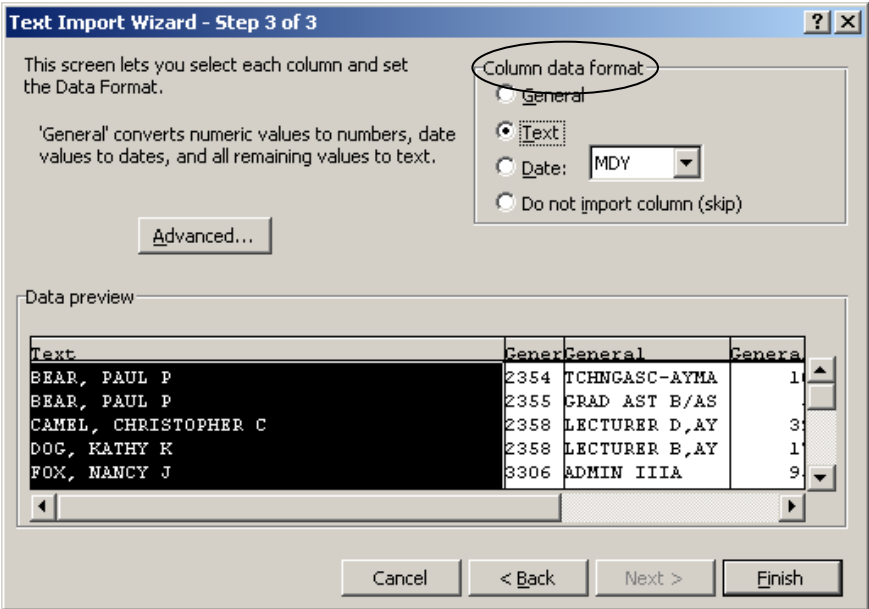 Text Import Wizard - Step 3 of 3
This screen lets you select each column and set
the Data Format.
'General' converts numeric values to numbers, date
values to dates, and all remaining values to text.
Advanced...
Column data format
General
Text
Date: MDY
Do not import column (skip)
Data preview
Text Gener General Genera
BEAR, PAUL P 2354 TCHNGASC-AYMA
BEAR, PAUL P 2355 GRAD AST B/AS
CAMEL, CHRISTOPHER C 2358 LECTURER D,AY
DOG, KATHY K 2358 LECTURER B,AY
FOX, NANCY J 3306 ADMIN IIIA
Cancel < Back Next > Finish